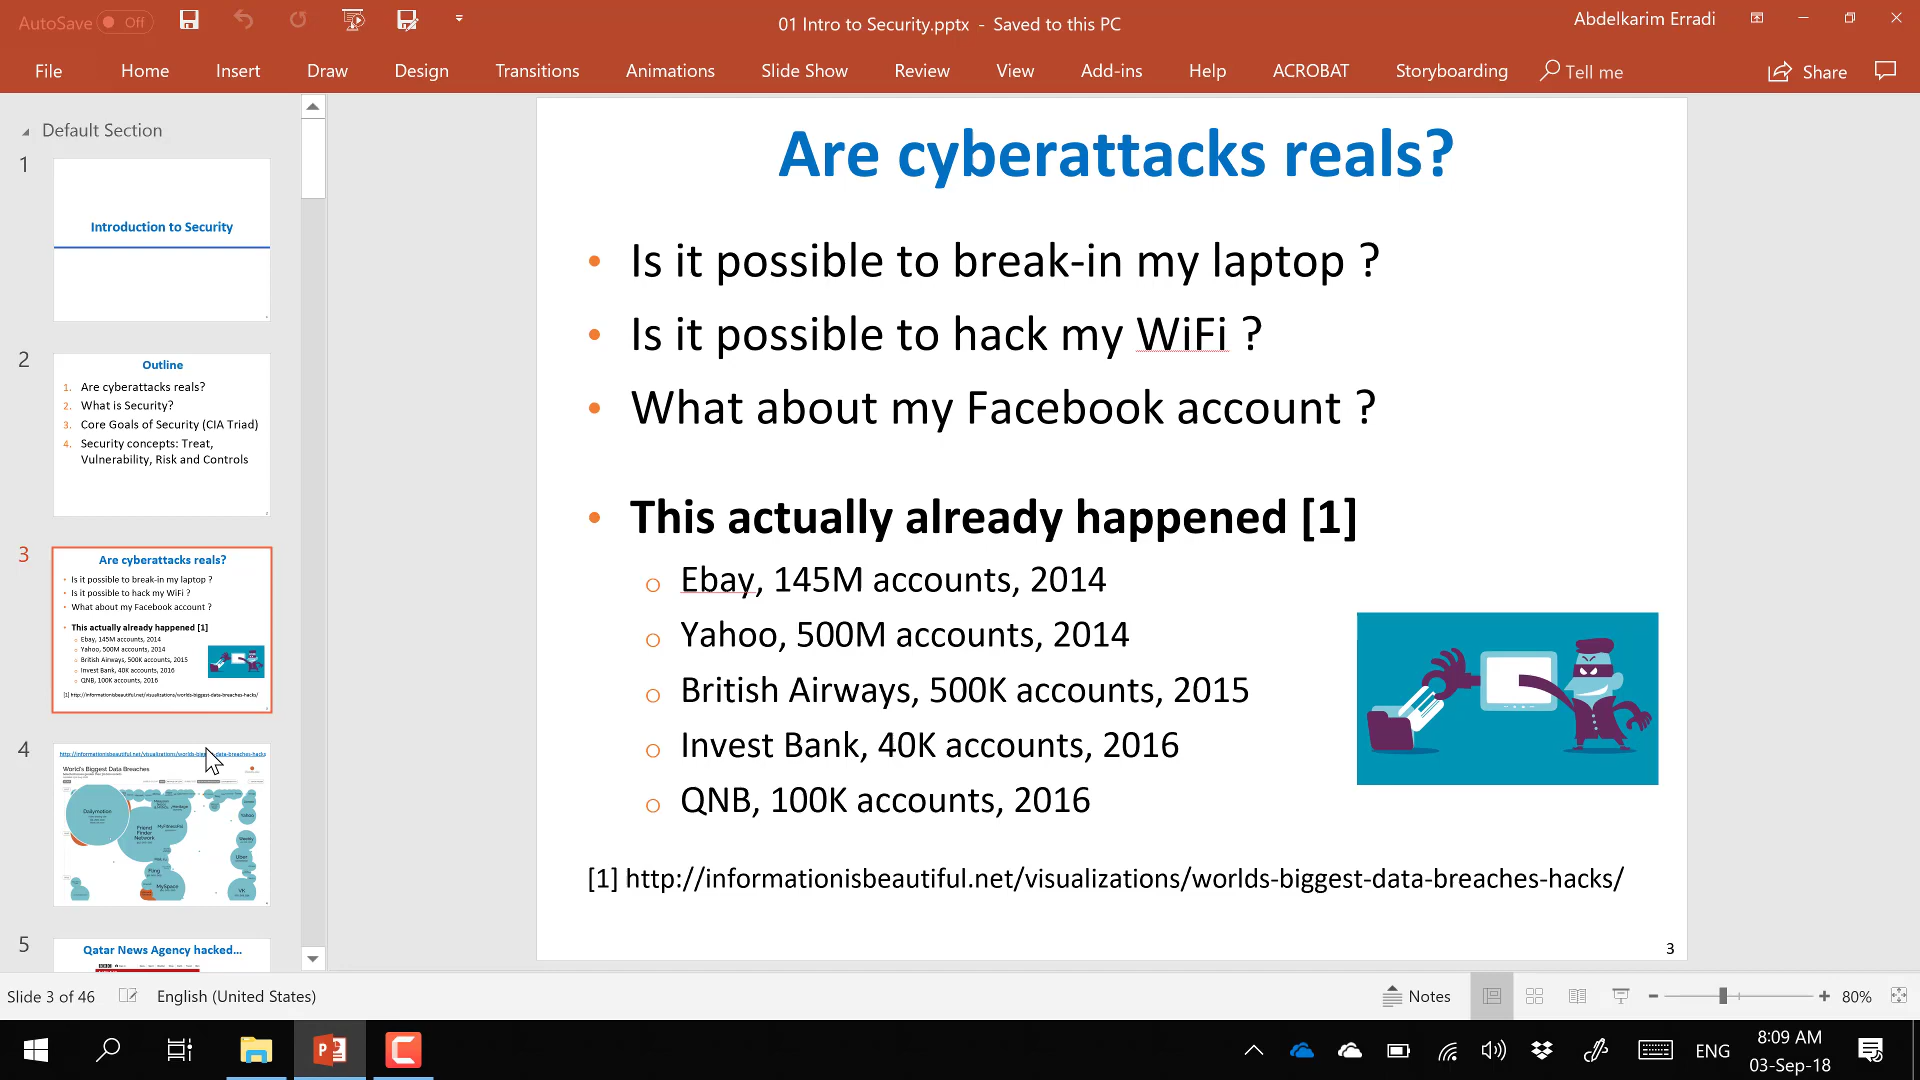 AutoSave Off
01 Intro to Security.pptx - Saved to this PC
Abdelkarim Erradi
File Home Insert Draw Design Transitions Animations Slide Show Review View Add-ins Help ACROBAT Storyboarding Tell me Share
Default Section
1
Introduction to Security
2
Outline
1. Are cyberattacks reals?
2. What is Security?
3. Core Goals of Security (CIA Triad)
4. Security concepts: Treat,
Vulnerability, Risk and Controls
3
Are cyberattacks reals?
• Is it possible to break-in my laptop ?
• Is it possible to hack my WiFi ?
• What about my Facebook account ?
• This actually already happened [1]
o Ebay, 145M accounts, 2014
o Yahoo, 500M accounts, 2014
o British Airways, 500K accounts, 2015
o Invest Bank, 40K accounts, 2016
o QNB, 100K accounts, 2016
[1] http://informationisbeautiful.net/visualizations/worlds-biggest-data-breaches-hacks/
4
World's Biggest Data Breaches
Dailymotion
Friend
Finder
Network
MyFitnessPal
Yahoo
Uber
Fling
MySpace
VK
5
Qatar News Agency hacked...
BBC
Are cyberattacks reals?
• Is it possible to break-in my laptop ?
• Is it possible to hack my WiFi ?
• What about my Facebook account ?
• This actually already happened [1]
o Ebay, 145M accounts, 2014
o Yahoo, 500M accounts, 2014
o British Airways, 500K accounts, 2015
o Invest Bank, 40K accounts, 2016
o QNB, 100K accounts, 2016
[1] http://informationisbeautiful.net/visualizations/worlds-biggest-data-breaches-hacks/
3
Slide 3 of 46 English (United States) Notes 80%
ENG
8:09 AM
03-Sep-18